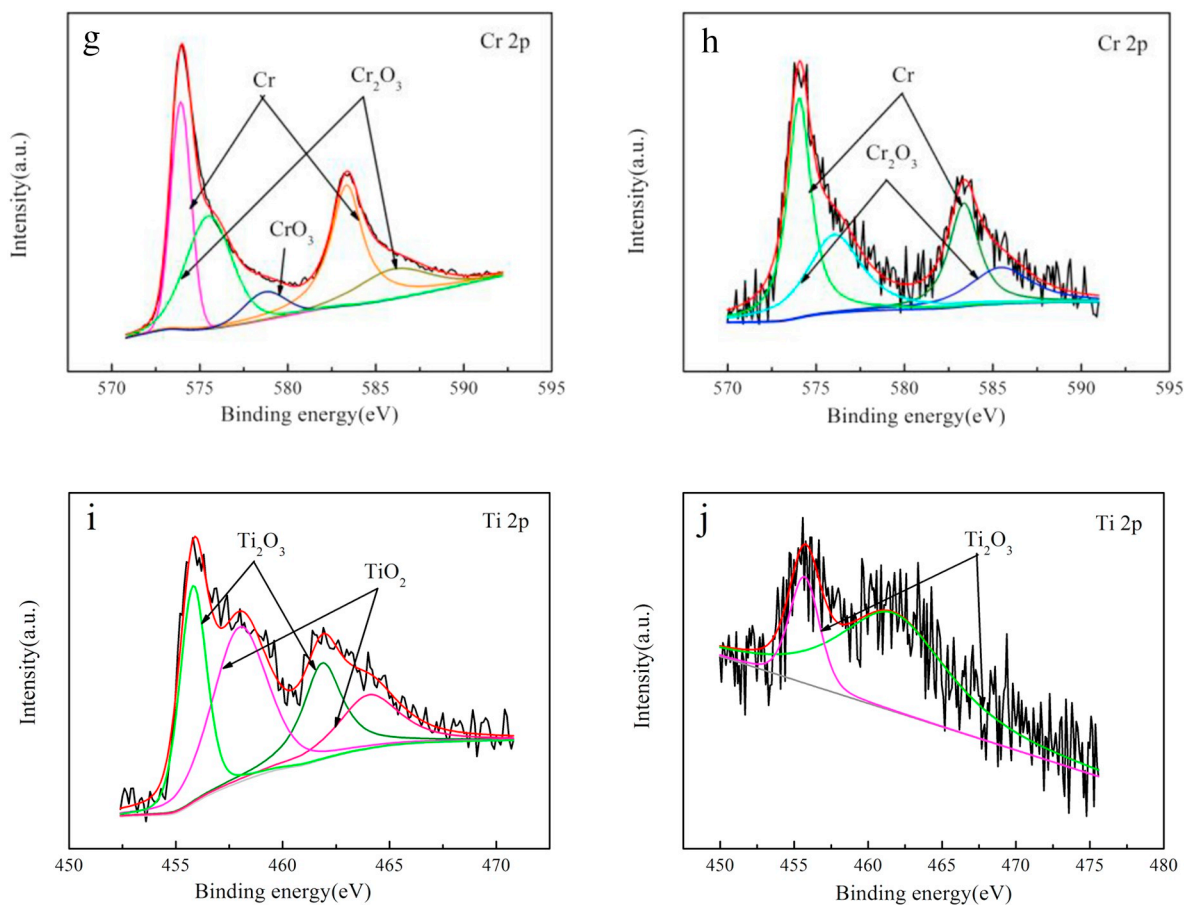 g
Cr 2p
Cr
Cr₂O₃
CrO₃
Intensity(a.u.)
570 575 580 585 590 595
Binding energy(eV)
h
Cr 2p
Cr
Cr₂O₃
Intensity(a.u.)
570 575 580 585 590 595
Binding energy(eV)
i
Ti 2p
Ti₂O₃
TiO₂
Intensity(a.u.)
450 455 460 465 470
Binding energy(eV)
j
Ti 2p
Ti₂O₃
Intensity(a.u.)
450 455 460 465 470 475 480
Binding energy(eV)